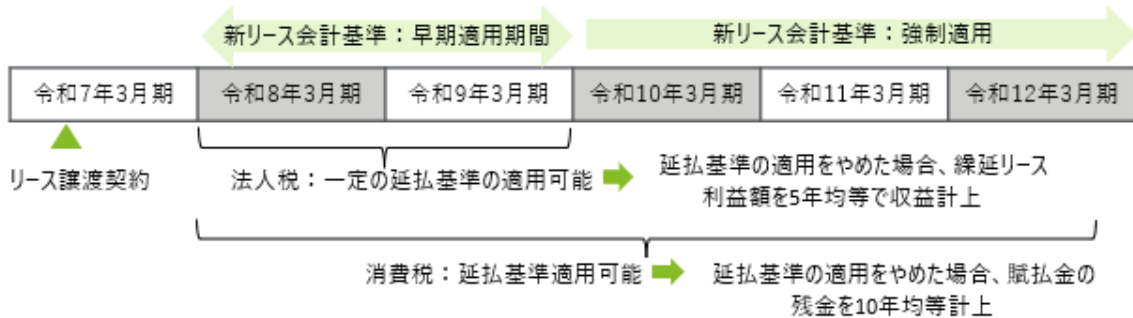 新リース会計基準：早期適用期間
新リース会計基準：強制適用
令和7年3月期
令和8年3月期
令和9年3月期
令和10年3月期
令和11年3月期
令和12年3月期
リース譲渡契約
法人税：一定の延払基準の適用可能
延払基準の適用をやめた場合、繰延リース
利益額を5年均等で収益計上
消費税：延払基準適用可能
延払基準の適用をやめた場合、賦払金の
残金を10年均等計上